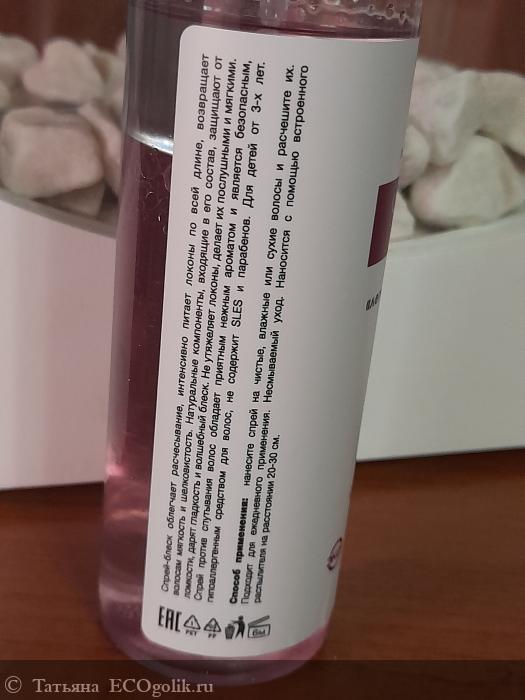 Спрей-блеск облегчает расчесывание, интенсивно питает локоны по всей длине, возвращает
волосам мягкость и шелковистость. Натуральные компоненты, входящие в его состав, защищают от
ломкости, дарят гладкость и волшебный блеск. Не утяжеляет локоны, делает их послушными и мягкими.
Спрей против спутывания волос обладает приятным нежным ароматом и является безопасным,
гипоаллергенным средством для волос, не содержит SLES и парабенов. Для детей от 3-х лет.
Способ применения: нанесите спрей на чистые, влажные или сухие волосы и расчешите их.
Подходит для ежедневного применения. Несмываемый уход. Наносится с помощью встроенного
распылителя на расстоянии 20-30 см.
EAC
1
PET
5
PP
© Татьяна ECOgolik.ru